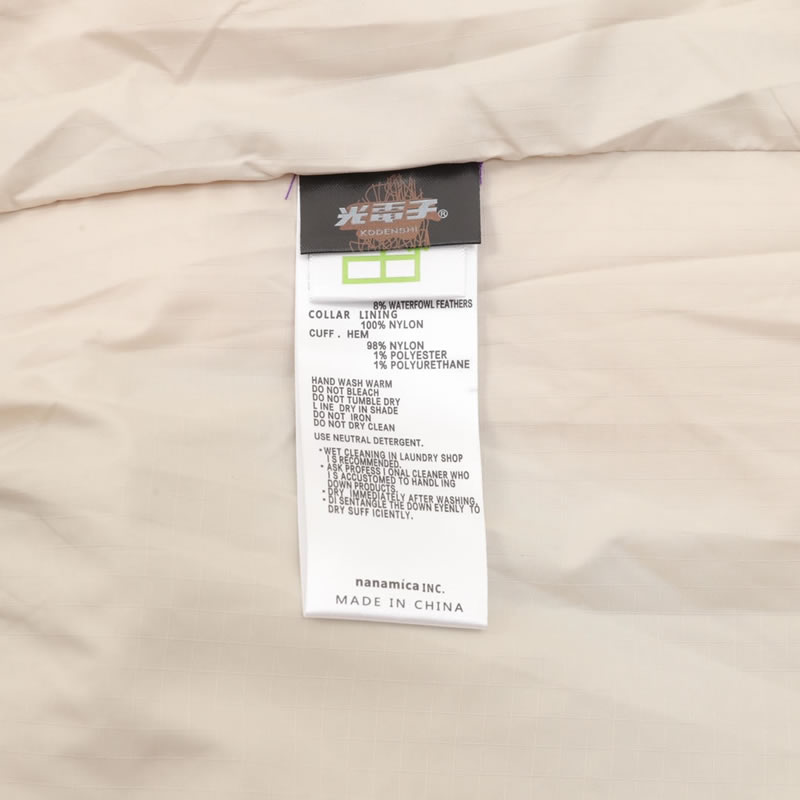 光電子®
KODENSHI
8% WATERFOWL FEATHERS
COLLAR LINING
100% NYLON
CUFF . HEM
98% NYLON
1% POLYESTER
1% POLYURETHANE
HAND WASH WARM
DO NOT BLEACH
DO NOT TUMBLE DRY
LINE DRY IN SHADE
DO NOT IRON
DO NOT DRY CLEAN
USE NEUTRAL DETERGENT.
*WET CLEANING IN LAUNDRY SHOP
I S RECOMMENDED.
* ASK PROFESS I ONAL CLEANER WHO
I S ACCUSTOMED TO HANDL ING
DOWN PRODUCTS.
* DRY IMMEDIATELY AFTER WASHING.
* DI SENTANGLE THE DOWN EYENLY TO
DRY SUFF ICIENTLY.
nanamica INC.
MADE IN CHINA